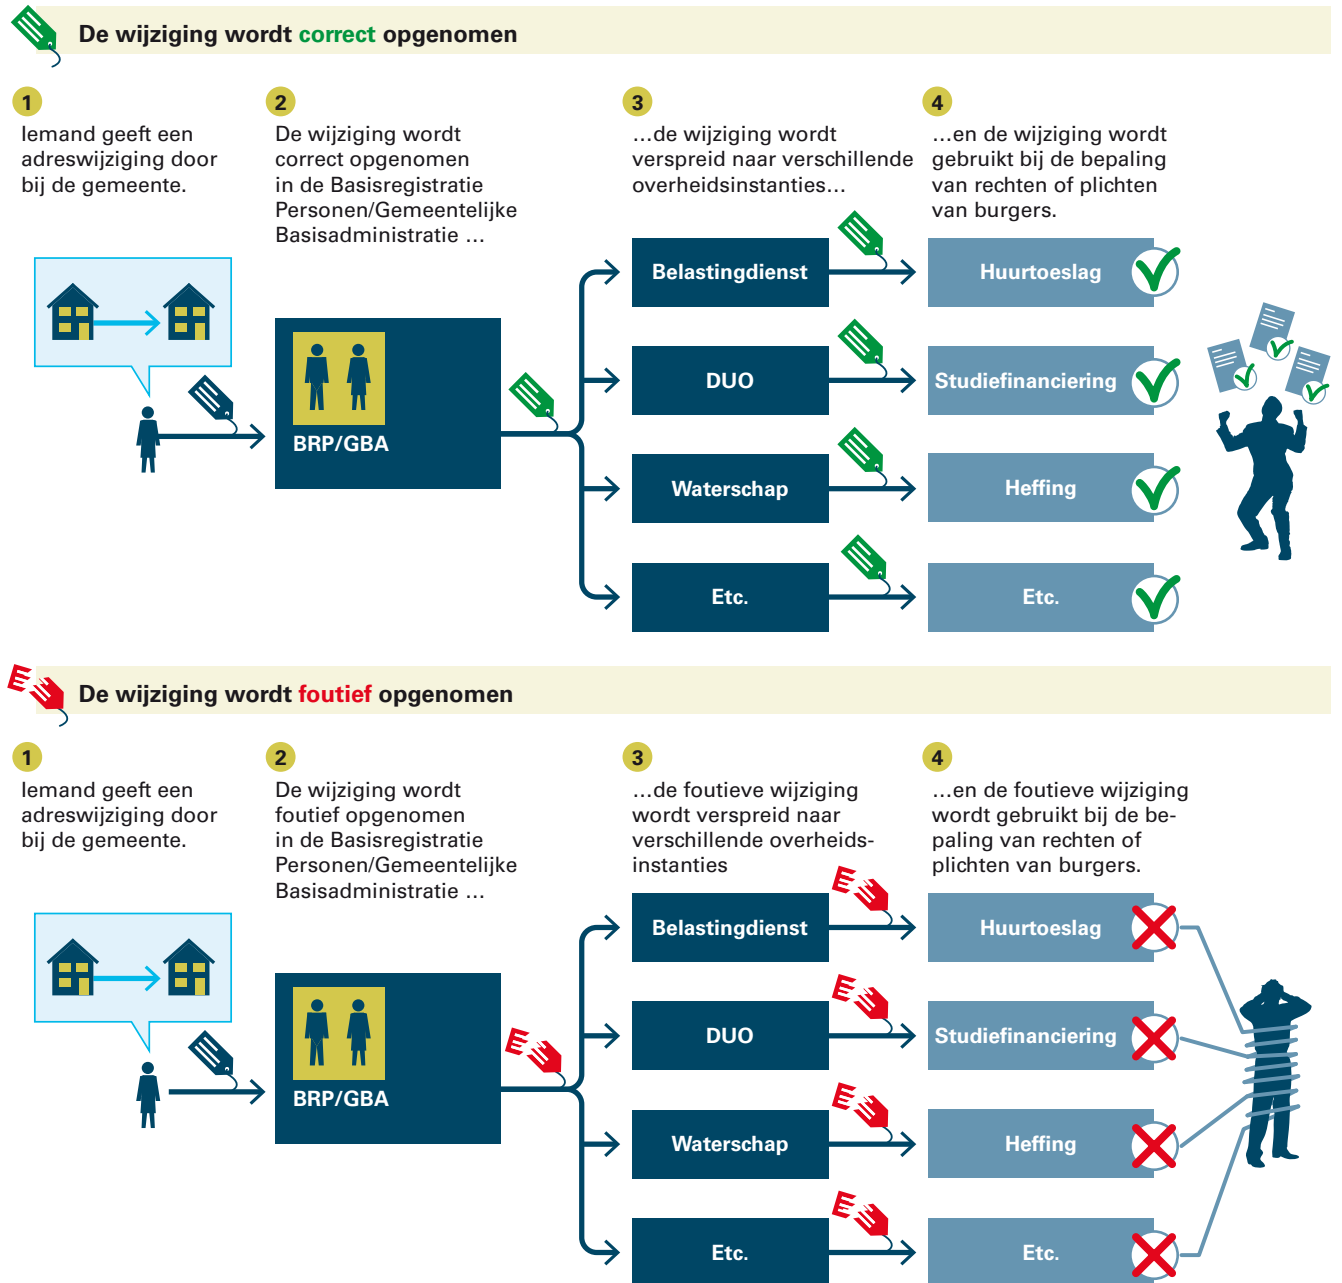 De wijziging wordt correct opgenomen
1
Iemand geeft een
adreswijziging door
bij de gemeente.
2
De wijziging wordt
correct opgenomen
in de Basisregistratie
Personen/Gemeentelijke
Basisadministratie ...
3
...de wijziging wordt
verspreid naar verschillende
overheidsinstanties...
4
...en de wijziging wordt
gebruikt bij de bepaling
van rechten of plichten
van burgers.
BRP/GBA
Belastingdienst
Huurtoeslag
DUO
Studiefinanciering
Waterschap
Heffing
Etc.
Etc.
De wijziging wordt foutief opgenomen
1
Iemand geeft een
adreswijziging door
bij de gemeente.
2
De wijziging wordt
foutief opgenomen
in de Basisregistratie
Personen/Gemeentelijke
Basisadministratie ...
3
...de foutieve wijziging
wordt verspreid naar
verschillende overheids-
instanties
4
...en de foutieve wijziging
wordt gebruikt bij de be-
paling van rechten of
plichten van burgers.
BRP/GBA
Belastingdienst
Huurtoeslag
DUO
Studiefinanciering
Waterschap
Heffing
Etc.
Etc.